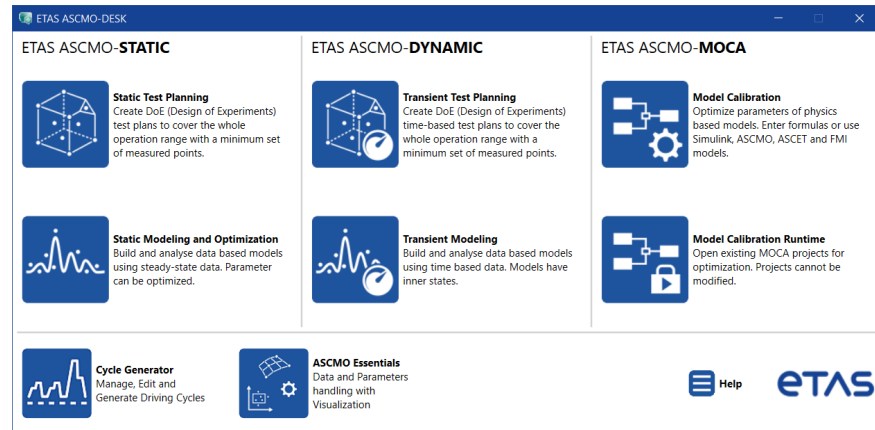 ETAS ASCMO-DESK
ETAS ASCMO-STATIC
Static Test Planning
Create DoE (Design of Experiments)
test plans to cover the whole
operation range with a minimum set
of measured points.
Static Modeling and Optimization
Build and analyse data based models
using steady-state data. Parameter
can be optimized.
ETAS ASCMO-DYNAMIC
Transient Test Planning
Create DoE (Design of Experiments)
time-based test plans to cover the
whole operation range with a
minimum set of measured points.
Transient Modeling
Build and analyse data based models
using time based data. Models have
inner states.
ETAS ASCMO-MOCA
Model Calibration
Optimize parameters of physics
based models. Enter formulas or use
Simulink, ASCMO, ASCET and FMI
models.
Model Calibration Runtime
Open existing MOCA projects for
optimization. Projects cannot be
modified.
Cycle Generator
Manage, Edit and
Generate Driving Cycles
ASCMO Essentials
Data and Parameters
handling with
Visualization
Help
etas